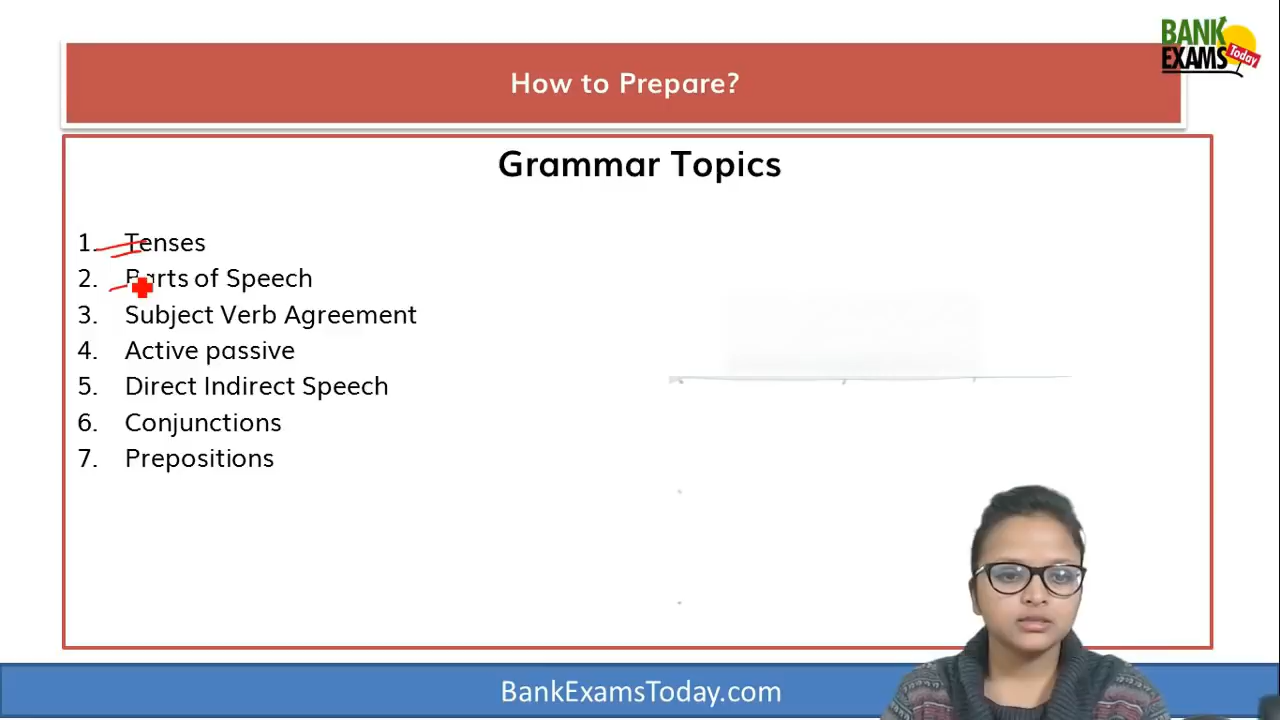 BANK
EXAMS
Today
How to Prepare?
Grammar Topics
1. Tenses
2. Parts of Speech
3. Subject Verb Agreement
4. Active passive
5. Direct Indirect Speech
6. Conjunctions
7. Prepositions
BankExamsToday.com